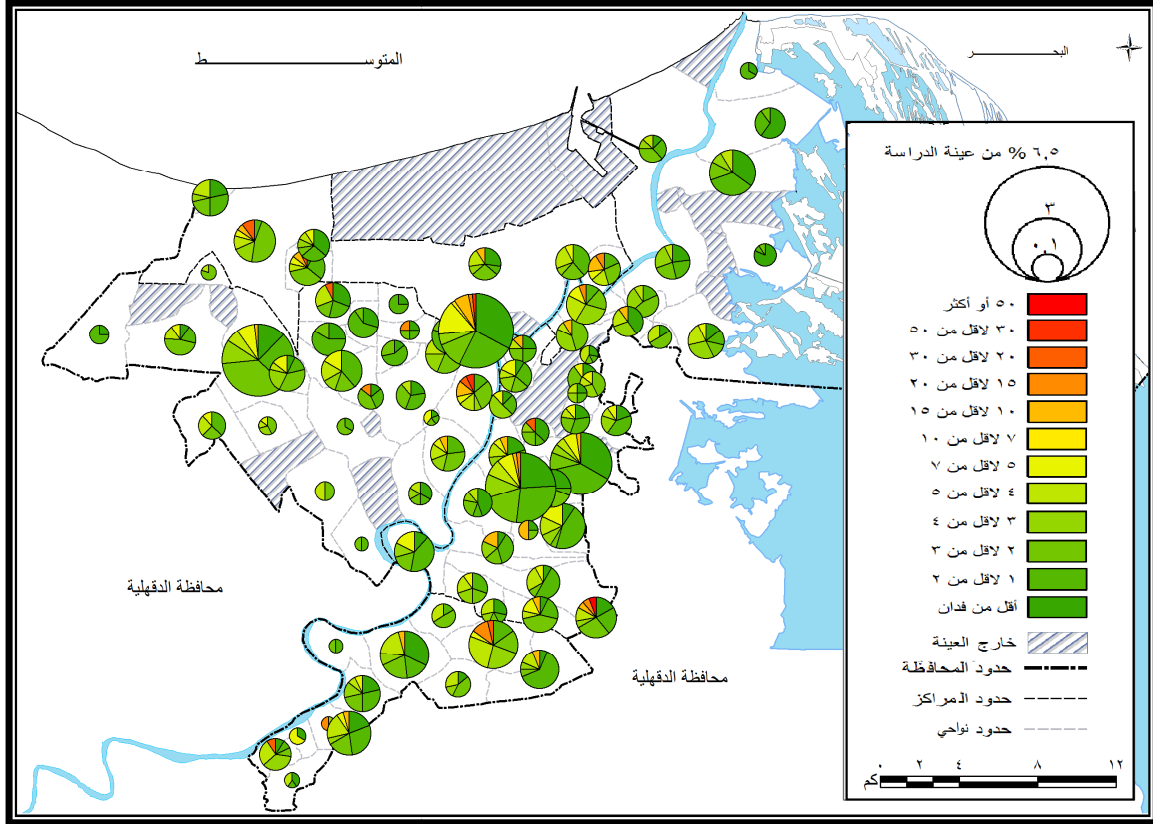 البحـــــــــــر
المتوســــــــــــــــــــــــط
٦,٥ % من عينة الدراسة
٣
٠,١
٥٠ أو أكثر
٣٠ لاقل من ٥٠
٢٠ لاقل من ٣٠
١٥ لاقل من ٢٠
١٠ لاقل من ١٥
٧ لاقل من ١٠
٥ لاقل من ٧
٤ لاقل من ٥
٣ لاقل من ٤
٢ لاقل من ٣
١ لاقل من ٢
أقل من فدان
خارج العينة
حدود المحافظة
حدود المراكز
حدود نواحي
٠ ٢ ٤ ٨ ١٢
كم
محافظة الدقهلية
محافظة الدقهلية